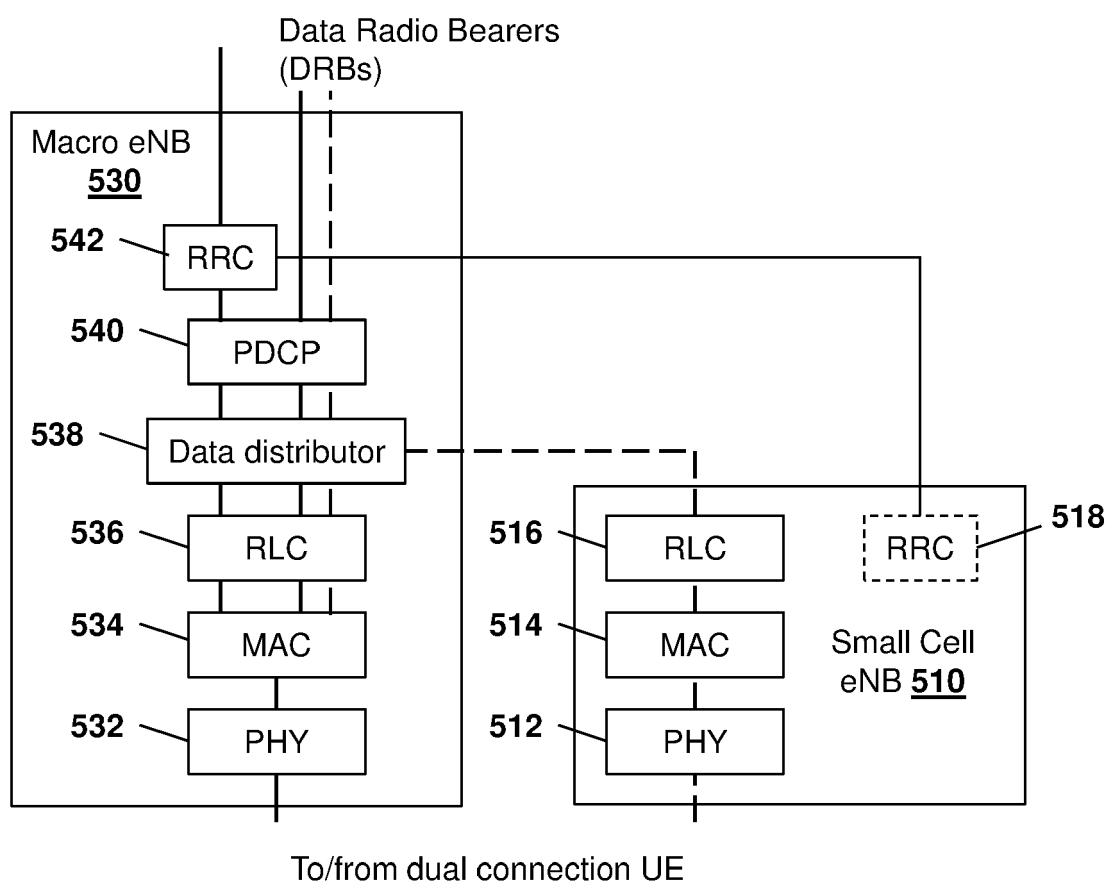 Data Radio Bearers
(DRBs)
Macro eNB
530
542
RRC
540
PDCP
538
Data distributor
536
RLC
534
MAC
532
PHY
516
RLC
RRC
518
514
MAC
Small Cell
eNB 510
512
PHY
To/from dual connection UE